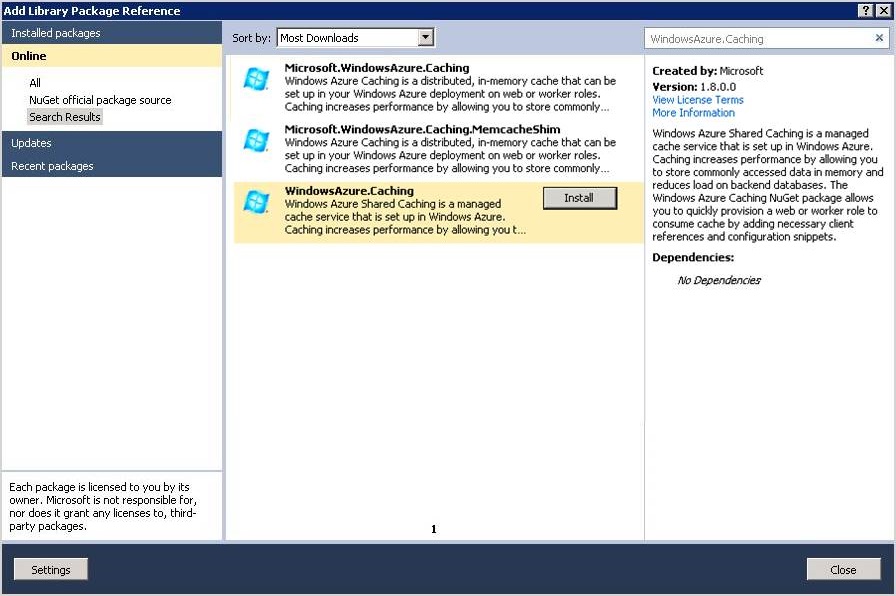 Add Library Package Reference
? X
Installed packages
Online
All
NuGet official package source
Search Results
Updates
Recent packages
Each package is licensed to you by its
owner. Microsoft is not responsible for,
nor does it grant any licenses to, third-
party packages.
Sort by: Most Downloads
Microsoft.WindowsAzure.Caching
Windows Azure Caching is a distributed, in-memory cache that can be
set up in your Windows Azure deployment on web or worker roles.
Caching increases performance by allowing you to store commonly...
Microsoft.WindowsAzure.Caching.MemcacheShim
Windows Azure Caching is a distributed, in-memory cache that can be
set up in your Windows Azure deployment on web or worker roles.
Caching increases performance by allowing you to store commonly...
WindowsAzure.Caching
Windows Azure Shared Caching is a managed
cache service that is set up in Windows Azure.
Caching increases performance by allowing you t...
Install
1
WindowsAzure.Caching
Created by: Microsoft
Version: 1.8.0.0
View License Terms
More Information
Windows Azure Shared Caching is a managed
cache service that is set up in Windows Azure.
Caching increases performance by allowing you
to store commonly accessed data in memory and
reduces load on backend databases. The
Windows Azure Caching NuGet package allows
you to quickly provision a web or worker role to
consume cache by adding necessary client
references and configuration snippets.
Dependencies:
No Dependencies
Settings
Close